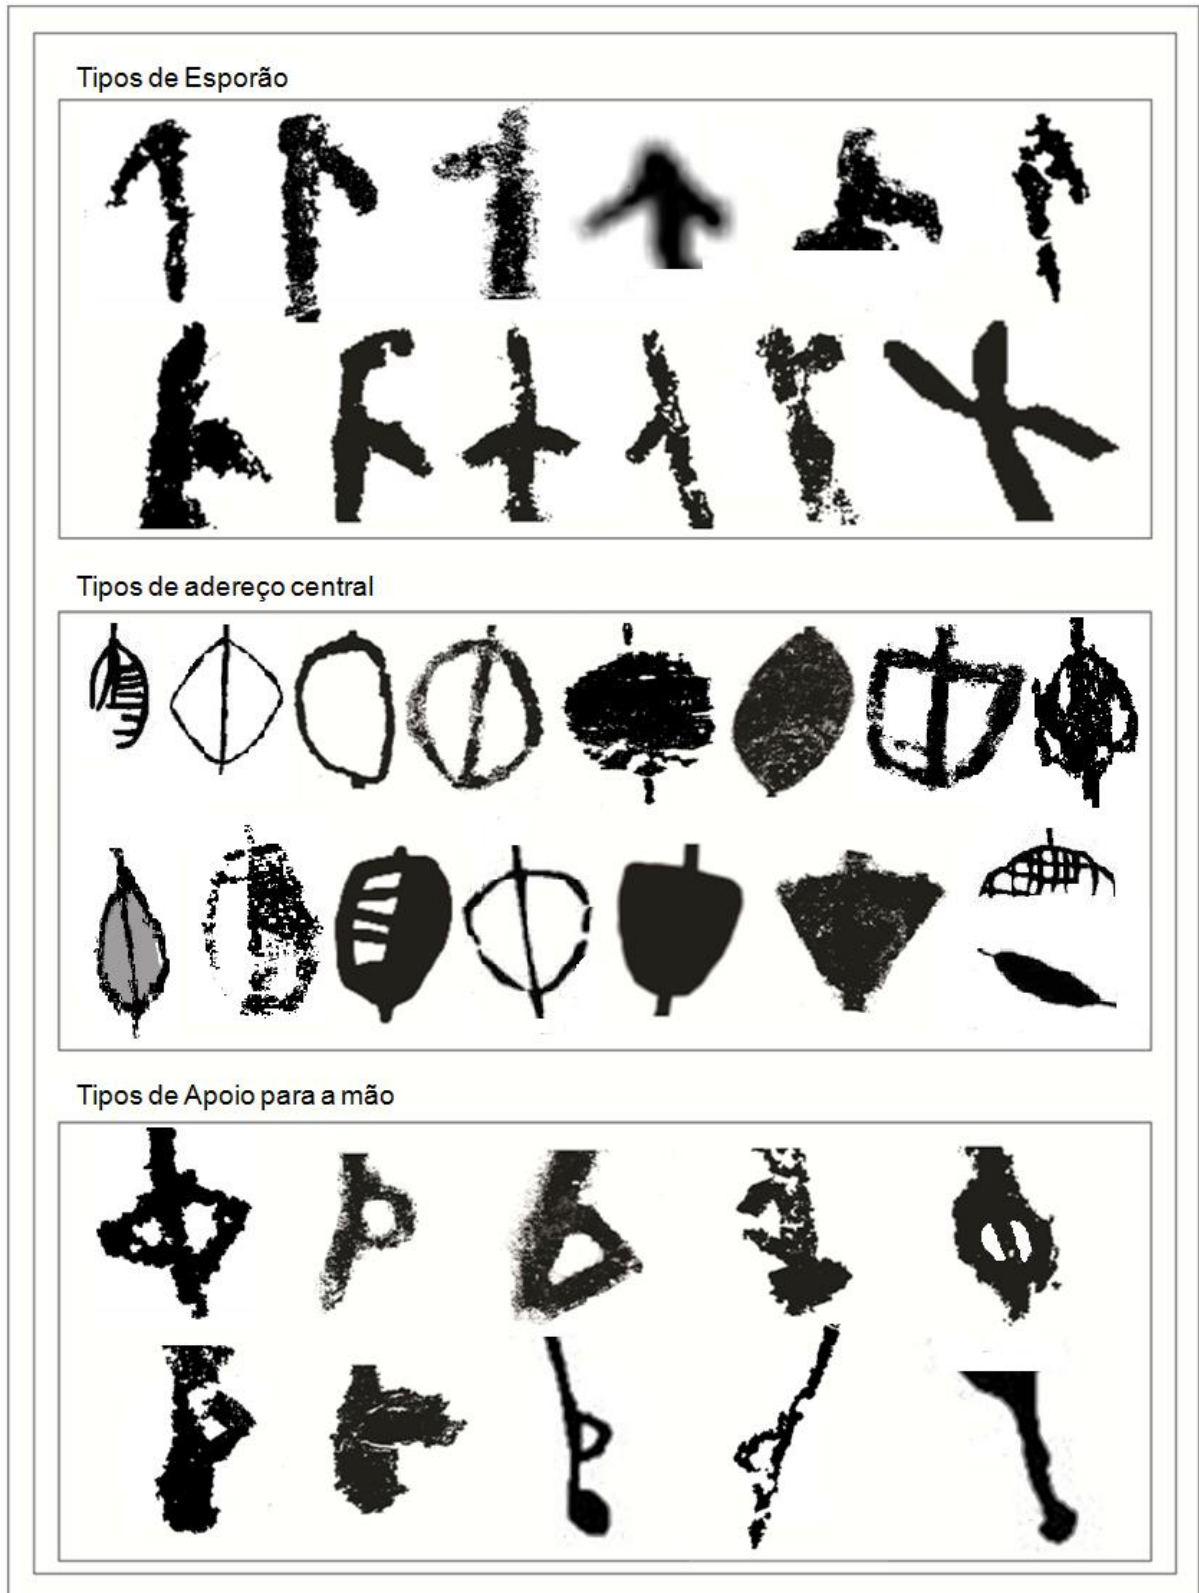 Tipos de Esporão
Tipos de adereço central
Tipos de Apoio para a mão